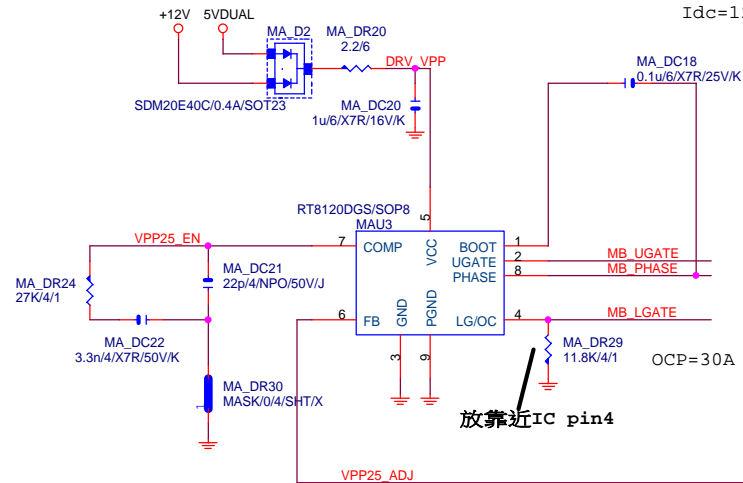 +12V
5VDUAL
MA_D2
SDM20E40C/0.4A/SOT23
MA_DR20
2.2/6
DRV_VPP
MA_DC20
1u/6/X7R/16V/K
MA_DC18
0.1u/6/X7R/25V/K
RT8120DGS/SOP8
MAU3
5
VCC
7
COMP
6
FB
GND
3
PGND
9
BOOT
1
UGATE
2
PHASE
8
LG/OC
4
MB_UGATE
MB_PHASE
MB_LGATE
VPP25_EN
MA_DR24
27K/4/1
MA_DC21
22p/4/NPO/50V/J
MA_DC22
3.3n/4/X7R/50V/K
1
MA_DR30
MASK/0/4/SHT/X
MA_DR29
11.8K/4/1
OCP=30A
放靠近IC pin4
VPP25_ADJ